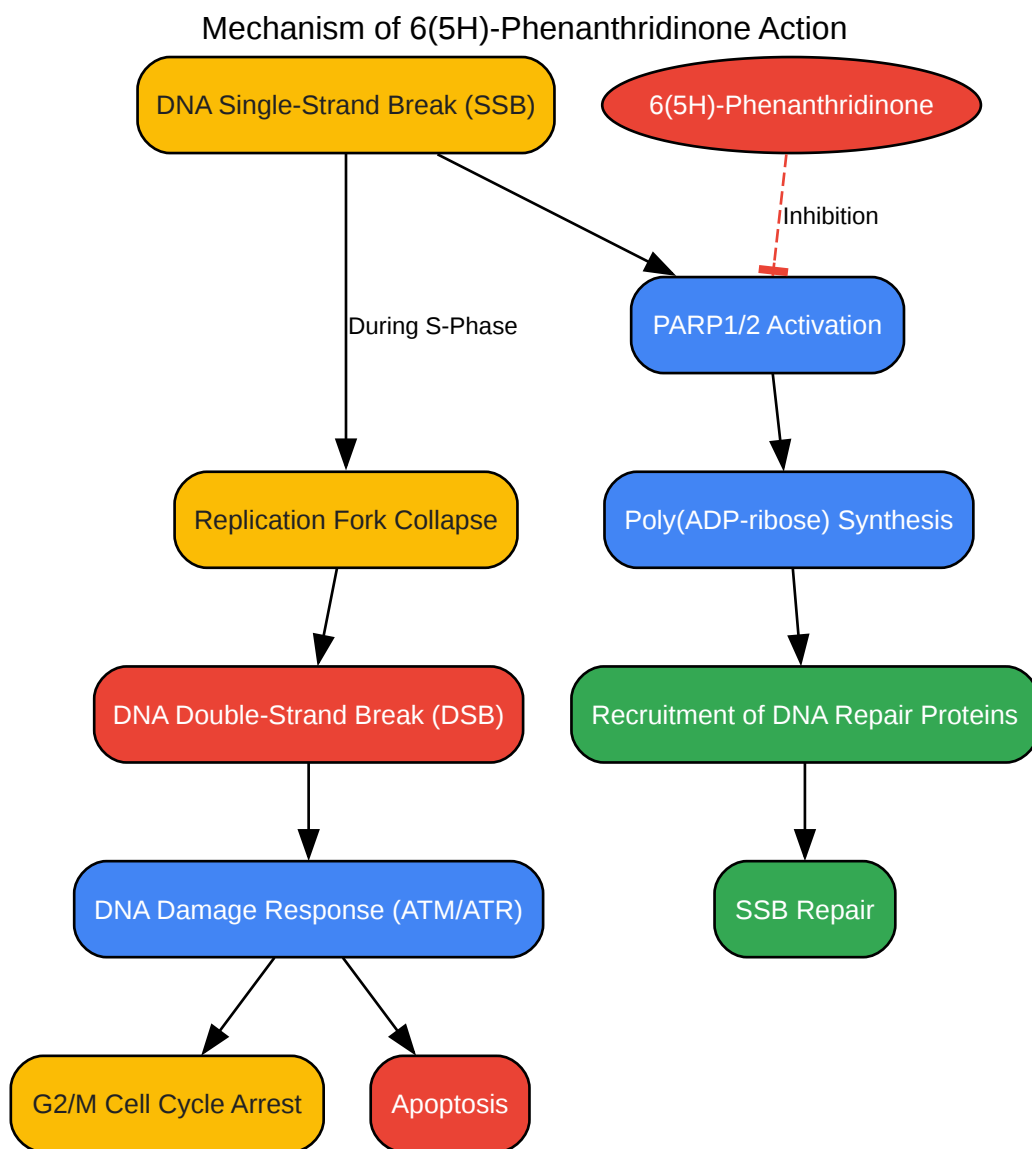 Mechanism of 6(5H)-Phenanthridinone Action
DNA Single-Strand Break (SSB)
6(5H)-Phenanthridinone
Inhibition
During S-Phase
PARP1/2 Activation
Replication Fork Collapse
Poly(ADP-ribose) Synthesis
DNA Double-Strand Break (DSB)
Recruitment of DNA Repair Proteins
DNA Damage Response (ATM/ATR)
SSB Repair
G2/M Cell Cycle Arrest
Apoptosis